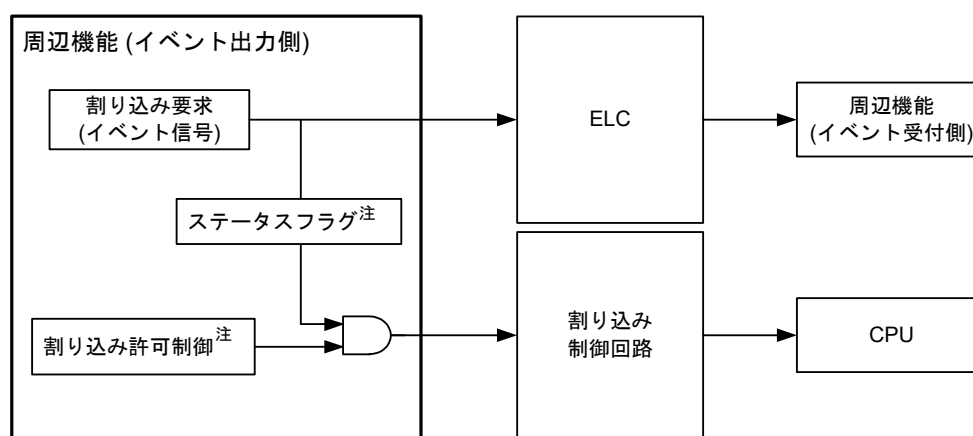 周辺機能 (イベント出力側)
割り込み要求
(イベント信号)
ELC
周辺機能
(イベント受付側)
ステータスフラグ注
割り込み許可制御注
割り込み
制御回路
CPU